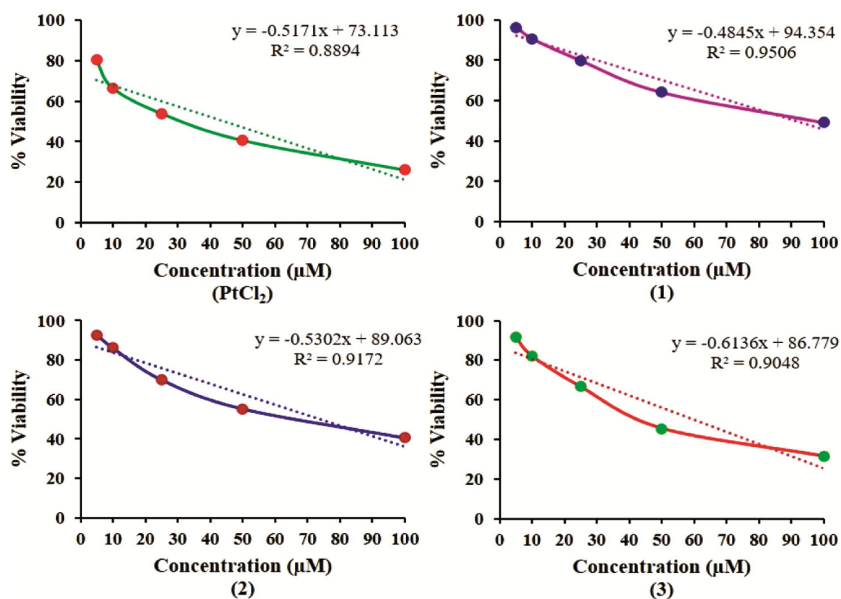 y = -0.5171x + 73.113
R² = 0.8894
% Viability
100
80
60
40
20
0
0 10 20 30 40 50 60 70 80 90 100
Concentration (µM)
(PtCl₂)
y = -0.4845x + 94.354
R² = 0.9506
% Viability
100
80
60
40
20
0
0 10 20 30 40 50 60 70 80 90 100
Concentration (µM)
(1)
y = -0.5302x + 89.063
R² = 0.9172
% Viability
100
80
60
40
20
0
0 10 20 30 40 50 60 70 80 90 100
Concentration (µM)
(2)
y = -0.6136x + 86.779
R² = 0.9048
% Viability
100
80
60
40
20
0
0 10 20 30 40 50 60 70 80 90 100
Concentration (µM)
(3)